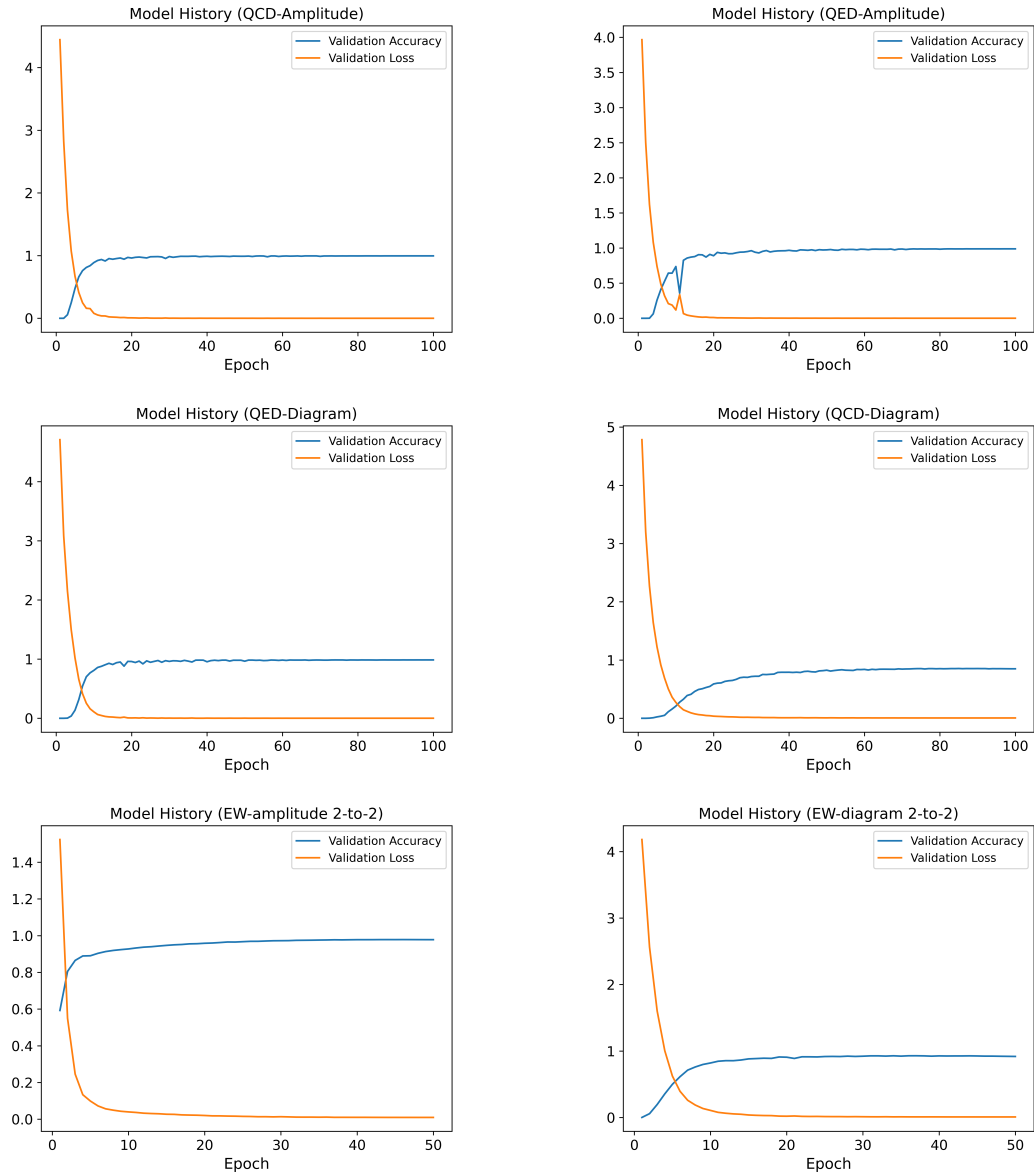 Model History (QCD-Amplitude)
Validation Accuracy
Validation Loss
4
3
2
1
0
0 20 40 60 80 100
Epoch
Model History (QED-Amplitude)
Validation Accuracy
Validation Loss
4.0
3.5
3.0
2.5
2.0
1.5
1.0
0.5
0.0
0 20 40 60 80 100
Epoch
Model History (QED-Diagram)
Validation Accuracy
Validation Loss
4
3
2
1
0
0 20 40 60 80 100
Epoch
Model History (QCD-Diagram)
Validation Accuracy
Validation Loss
5
4
3
2
1
0
0 20 40 60 80 100
Epoch
Model History (EW-amplitude 2-to-2)
Validation Accuracy
Validation Loss
1.4
1.2
1.0
0.8
0.6
0.4
0.2
0.0
0 10 20 30 40 50
Epoch
Model History (EW-diagram 2-to-2)
Validation Accuracy
Validation Loss
4
3
2
1
0
0 10 20 30 40 50
Epoch